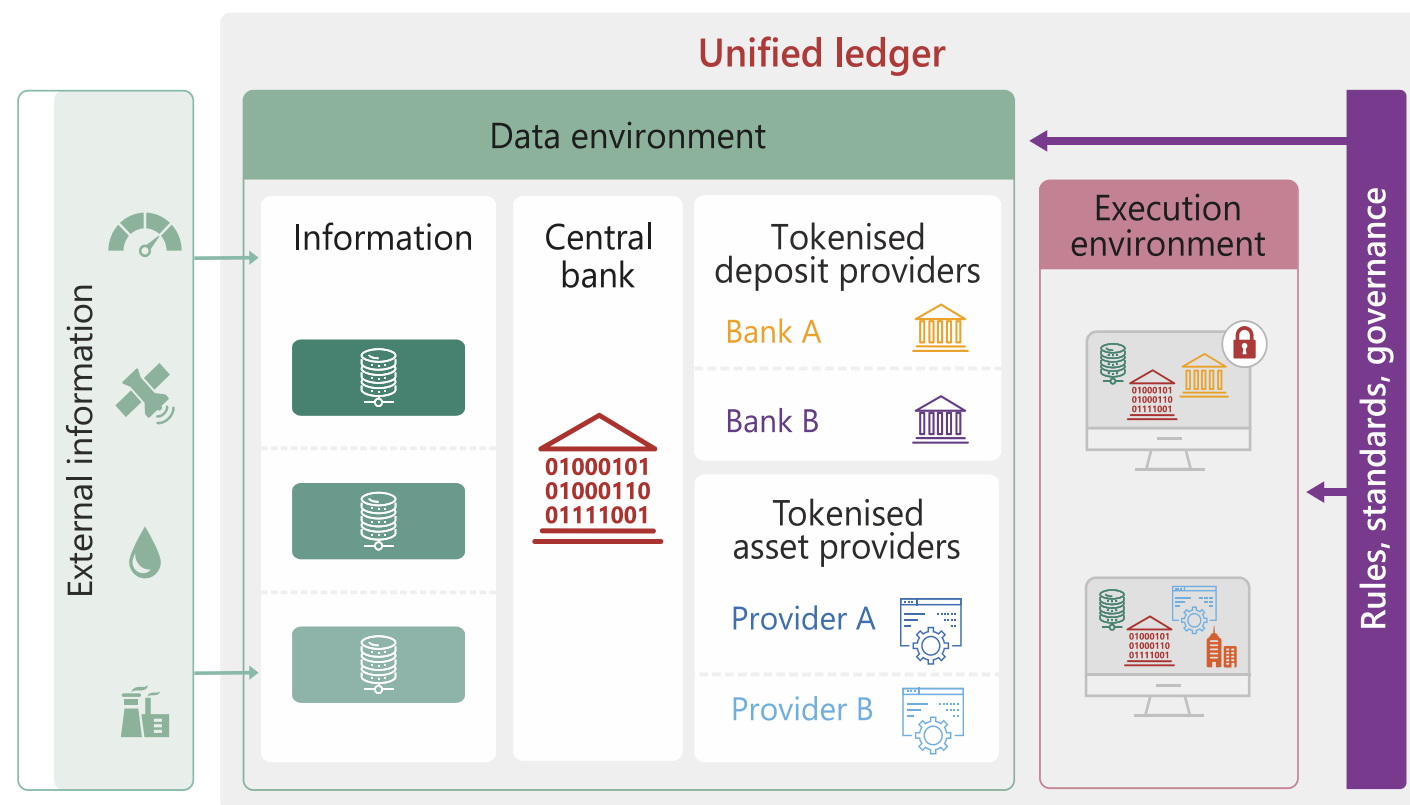 Unified ledger
External information
Data environment
Information
Central
bank
01000101
01000110
01111001
Tokenised
deposit providers
Bank A
Bank B
Tokenised
asset providers
Provider A
Provider B
Execution
environment
01000101
01000110
01111001
01000101
01000110
01111001
Rules, standards, governance